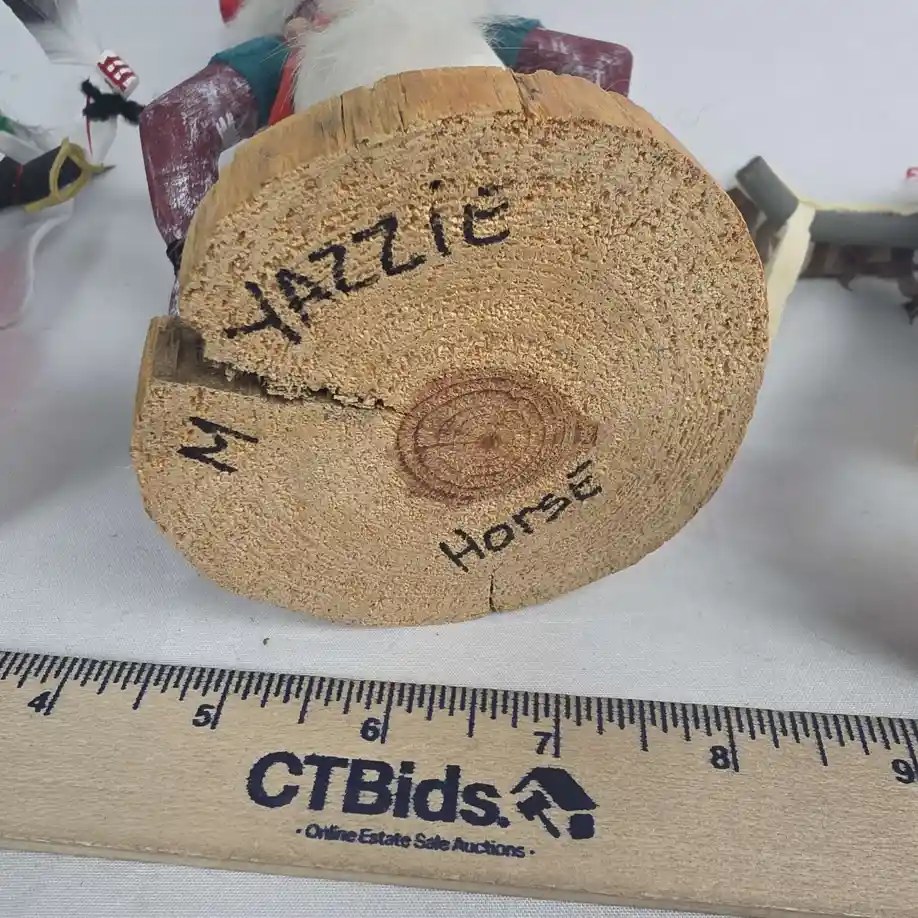 YAZZIE
M
HorsE
4 5 6 7 8 9
CTBids.
· Online Estate Sale Auctions ·